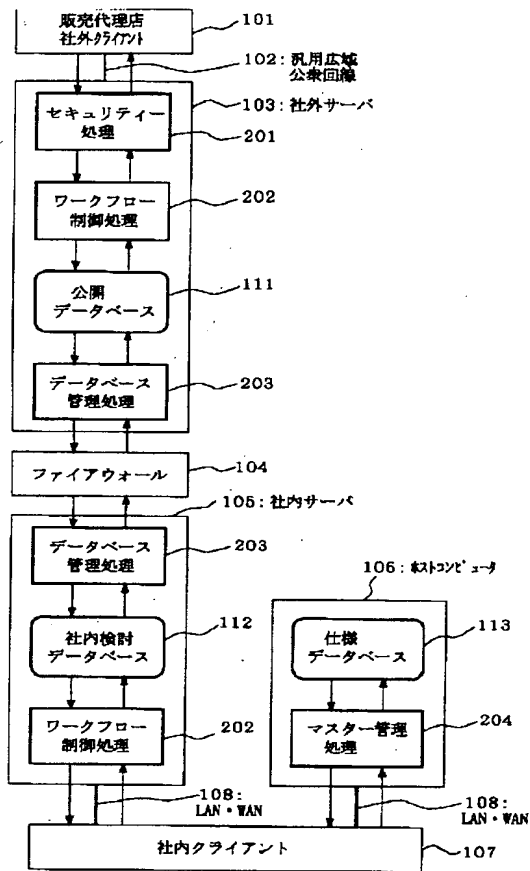 販売代理店
社外クライアント
101
102：汎用広域
公衆回線
103：社外サーバ
セキュリティー
処理
201
ワークフロー
制御処理
202
公開
データベース
111
データベース
管理処理
203
ファイアウォール
104
105：社内サーバ
データベース
管理処理
203
社内検討
データベース
112
ワークフロー
制御処理
202
106：ホストコンピュータ
仕様
データベース
113
マスター管理
処理
204
108：
LAN・WAN
108：
LAN・WAN
社内クライアント
107